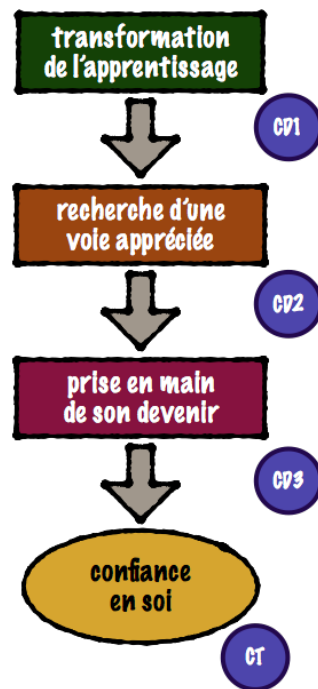 transformation
de l'apprentissage
CD1
recherche d'une
voie appréciée
CD2
prise en main
de son devenir
CD3
confiance
en soi
CT